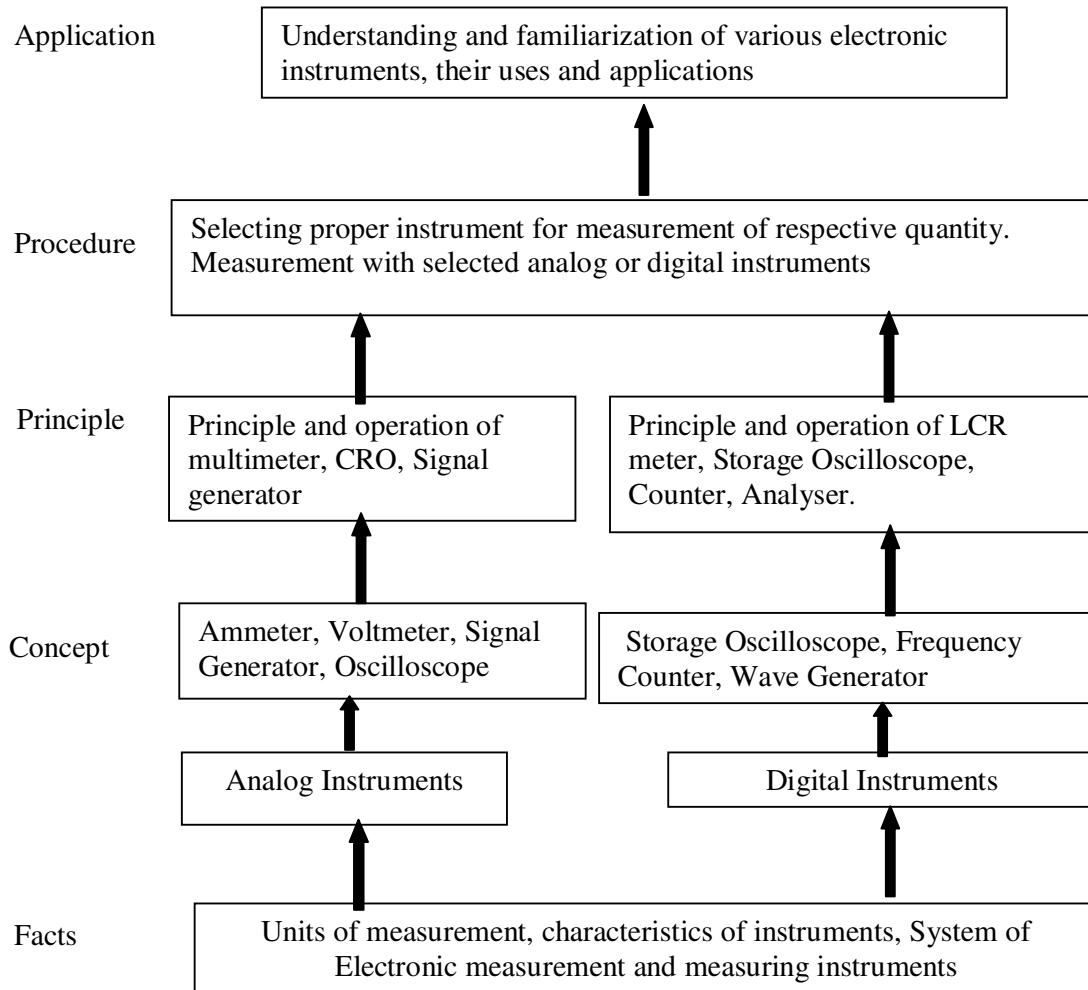 Application
Understanding and familiarization of various electronic
instruments, their uses and applications
Procedure
Selecting proper instrument for measurement of respective quantity.
Measurement with selected analog or digital instruments
Principle
Principle and operation of
multimeter, CRO, Signal
generator
Principle and operation of LCR
meter, Storage Oscilloscope,
Counter, Analyser.
Concept
Ammeter, Voltmeter, Signal
Generator, Oscilloscope
Storage Oscilloscope, Frequency
Counter, Wave Generator
Analog Instruments
Digital Instruments
Facts
Units of measurement, characteristics of instruments, System of
Electronic measurement and measuring instruments